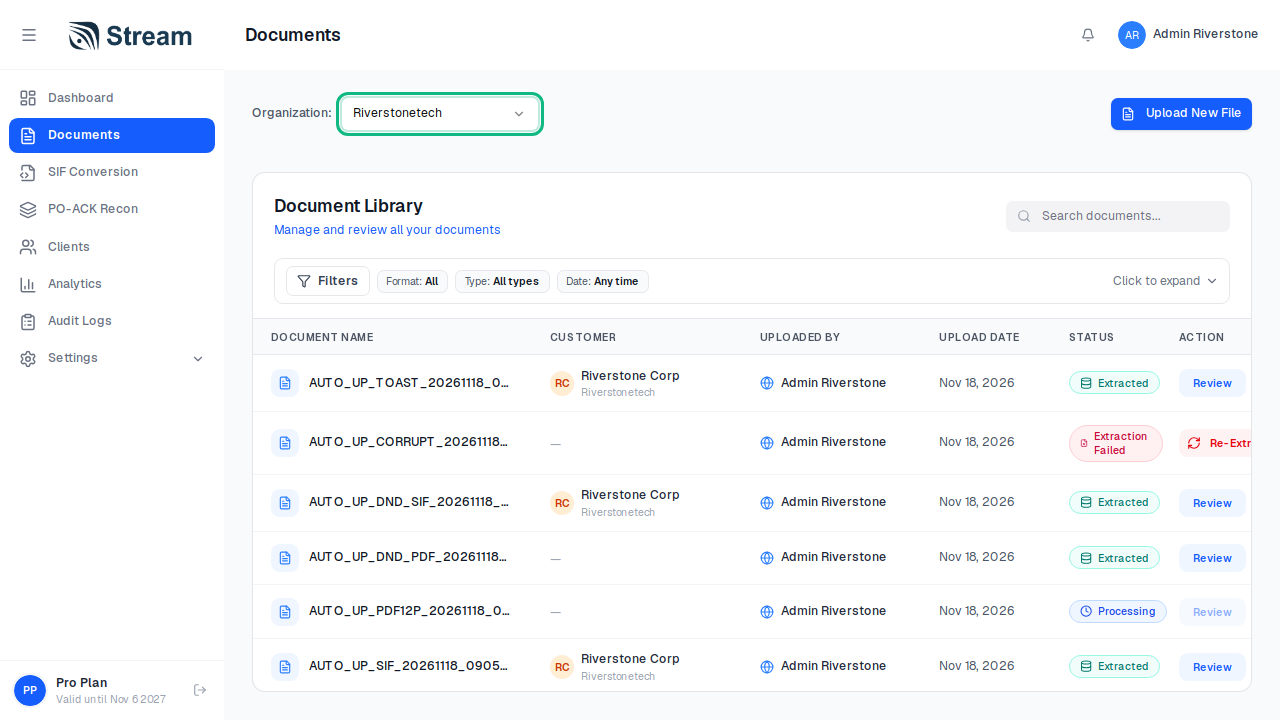 Stream
Documents
AR Admin Riverstone
Dashboard
Documents
SIF Conversion
PO-ACK Recon
Clients
Analytics
Audit Logs
Settings
PP Pro Plan
Valid until Nov 6 2027
Organization: Riverstonetech
Upload New File
Document Library
Manage and review all your documents
Search documents...
Filters Format: All Type: All types Date: Any time Click to expand
DOCUMENT NAME CUSTOMER UPLOADED BY UPLOAD DATE STATUS ACTION
AUTO_UP_TOAST_20261118_0... RC Riverstone Corp Admin Riverstone Nov 18, 2026 Extracted Review
Riverstonetech
AUTO_UP_CORRUPT_20261118... — Admin Riverstone Nov 18, 2026 Extraction Failed Re-Extr
AUTO_UP_DND_SIF_20261118_... RC Riverstone Corp Admin Riverstone Nov 18, 2026 Extracted Review
Riverstonetech
AUTO_UP_DND_PDF_20261118... — Admin Riverstone Nov 18, 2026 Extracted Review
AUTO_UP_PDF12P_20261118_0... — Admin Riverstone Nov 18, 2026 Processing Review
AUTO_UP_SIF_20261118_0905... RC Riverstone Corp Admin Riverstone Nov 18, 2026 Extracted Review
Riverstonetech